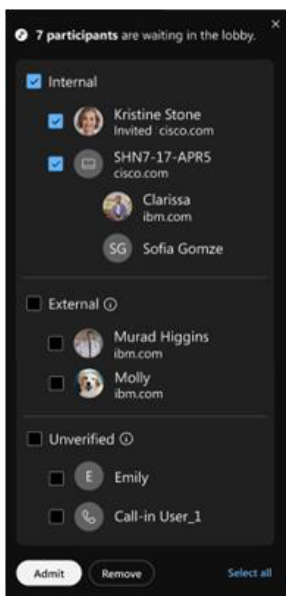 7 participants are waiting in the lobby.
Internal
Kristine Stone
Invited cisco.com
SHN7-17-APR5
cisco.com
Clarissa
ibm.com
SG Sofia Gomze
External
Murad Higgins
ibm.com
Molly
ibm.com
Unverified
E Emily
Call-in User_1
Admit Remove Select all